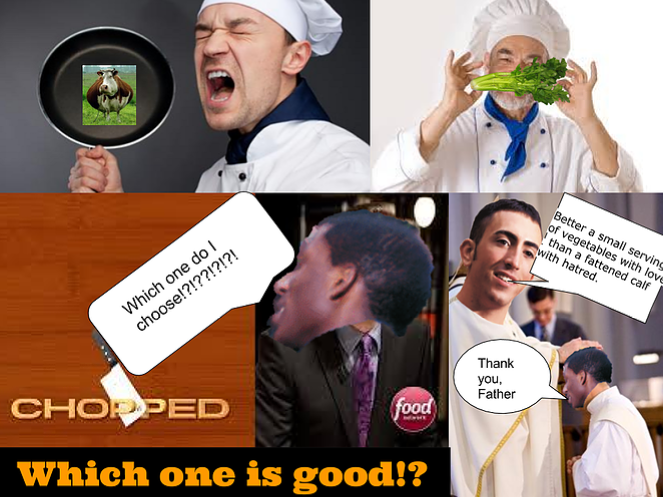 Which one do I
choose!?!??!?!?!
Better a small serving
of vegetables with love
than a fattened calf
with hatred.
CHOPPED
food
network
Thank
you,
Father
Which one is good!?